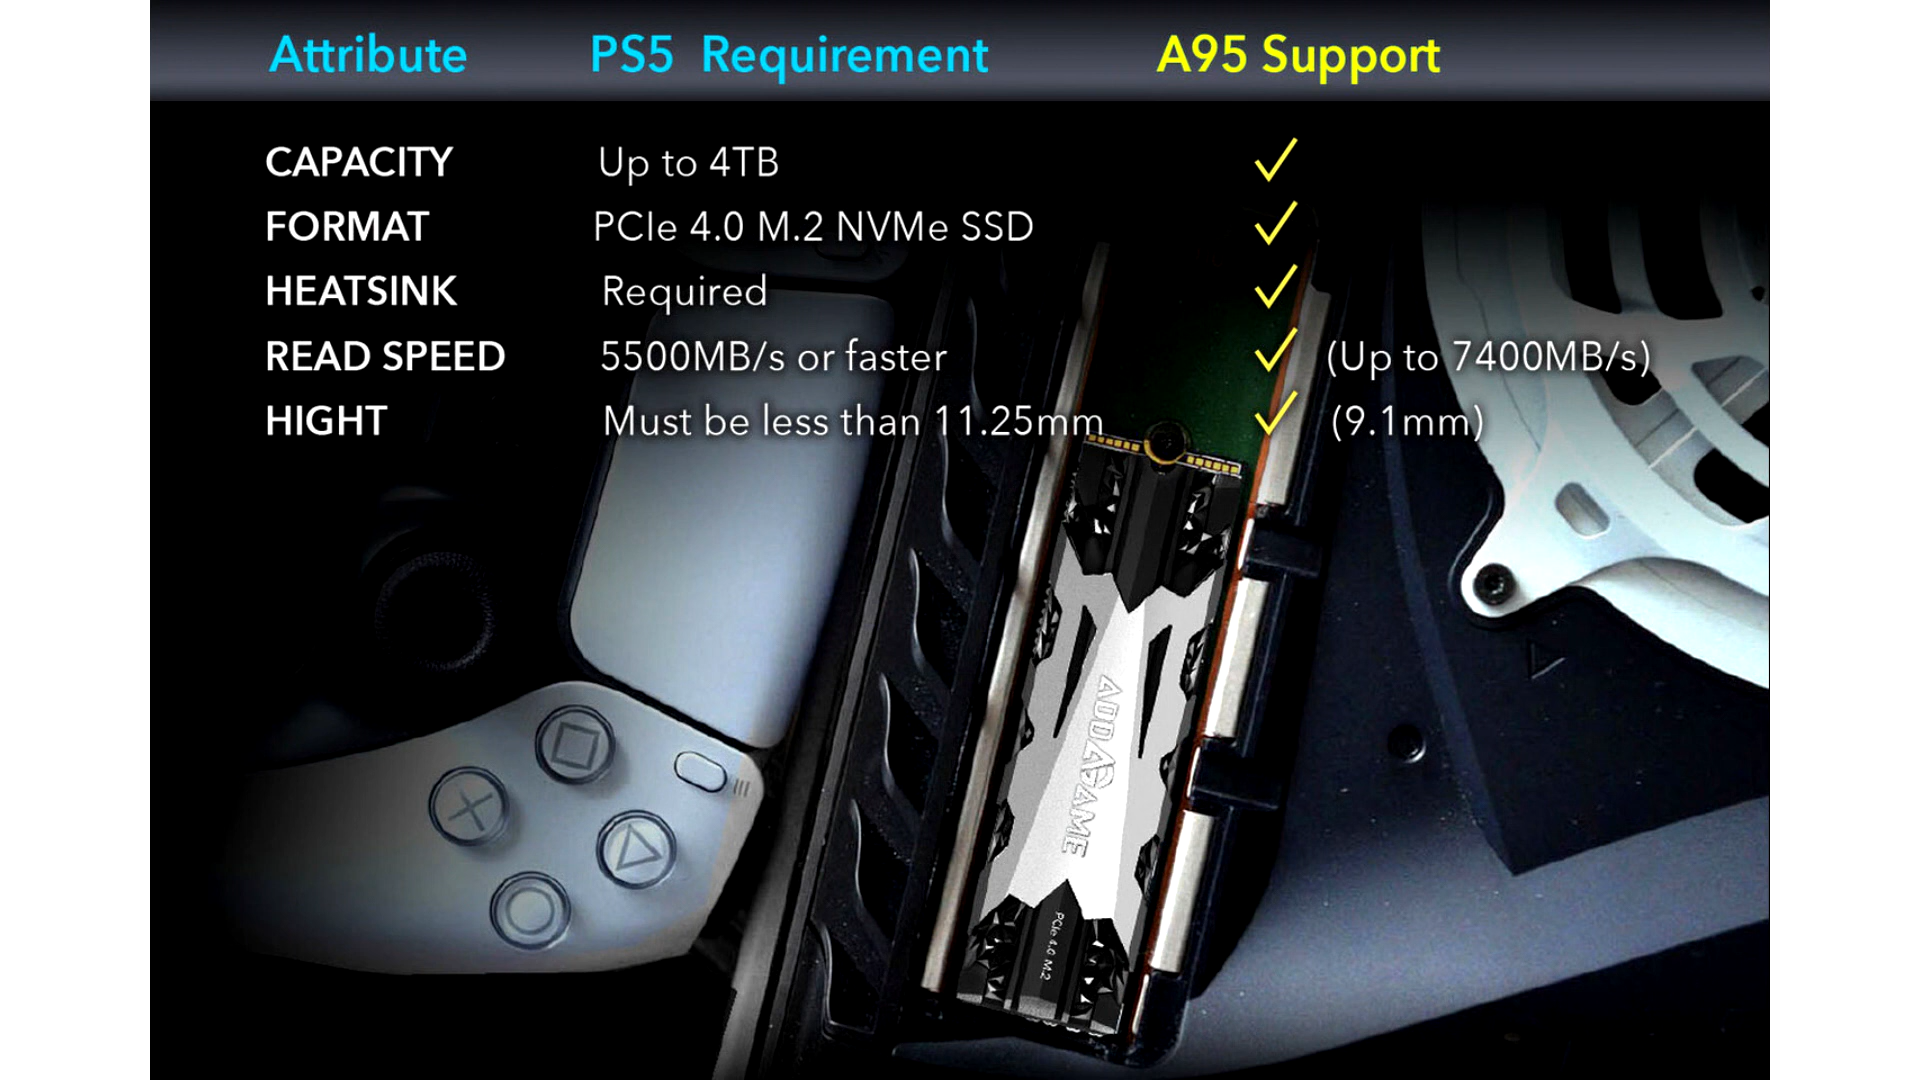 Attribute PS5 Requirement A95 Support
CAPACITY Up to 4TB ✓
FORMAT PCIe 4.0 M.2 NVMe SSD ✓
HEATSINK Required ✓
READ SPEED 5500MB/s or faster ✓ (Up to 7400MB/s)
HIGHT Must be less than 11.25mm ✓ (9.1mm)
ADDGAME
PCIe 4.0 M.2